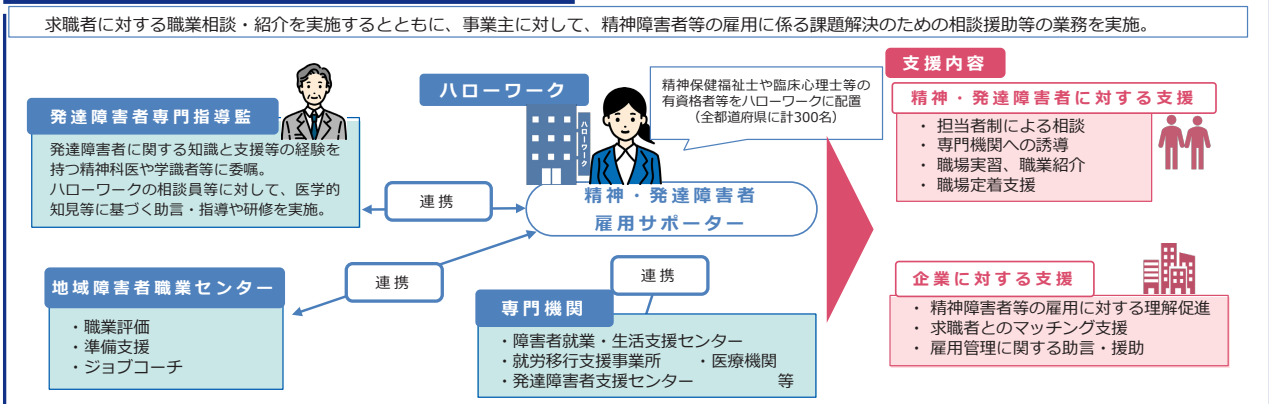 求職者に対する職業相談・紹介を実施するとともに、事業主に対して、精神障害者等の雇用に係る課題解決のための相談援助等の業務を実施。
発達障害者専門指導監
発達障害者に関する知識と支援等の経験を
持つ精神科医や学識者等に委嘱。
ハローワークの相談員等に対して、医学的
知見等に基づく助言・指導や研修を実施。
連携
ハローワーク
ハローワーク
精神保健福祉士や臨床心理士等の
有資格者等をハローワークに配置
（全都道府県に計300名）
精神・発達障害者
雇用サポーター
地域障害者職業センター
・職業評価
・準備支援
・ジョブコーチ
連携
専門機関
・障害者就業・生活支援センター
・就労移行支援事業所　・医療機関
・発達障害者支援センター　等
連携
支援内容
精神・発達障害者に対する支援
・ 担当者制による相談
・ 専門機関への誘導
・ 職場実習、職業紹介
・ 職場定着支援
企業に対する支援
・ 精神障害者等の雇用に対する理解促進
・ 求職者とのマッチング支援
・ 雇用管理に関する助言・援助